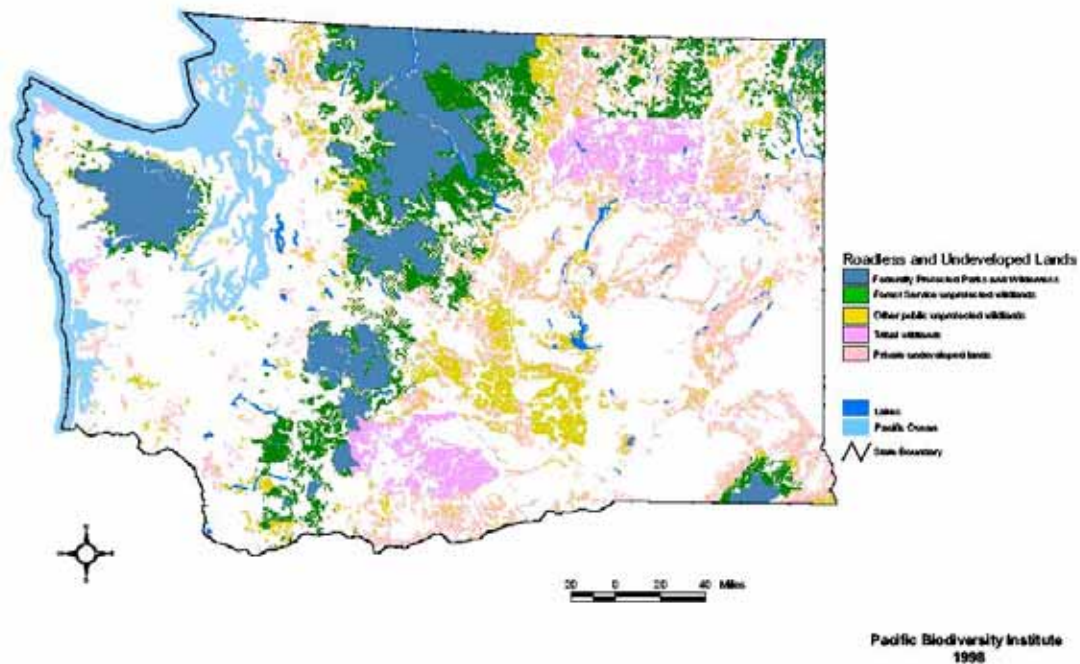 Roadless and Undeveloped Lands
Federally Protected Parks and Wilderness
Forest Service unprotected wildlands
Other public unprotected wildlands
Tribal wildlands
Private undeveloped lands
Lakes
Pacific Ocean
State Boundary
20 0 20 40 Miles
Pacific Biodiversity Institute
1998